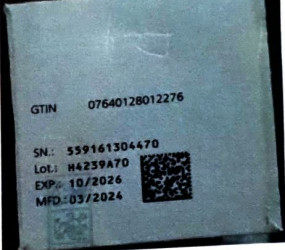 GTIN 07640128012276
SN.: 559161304470
Lot.: H4239A70
EXP.: 10/2026
MFD.: 03/2024